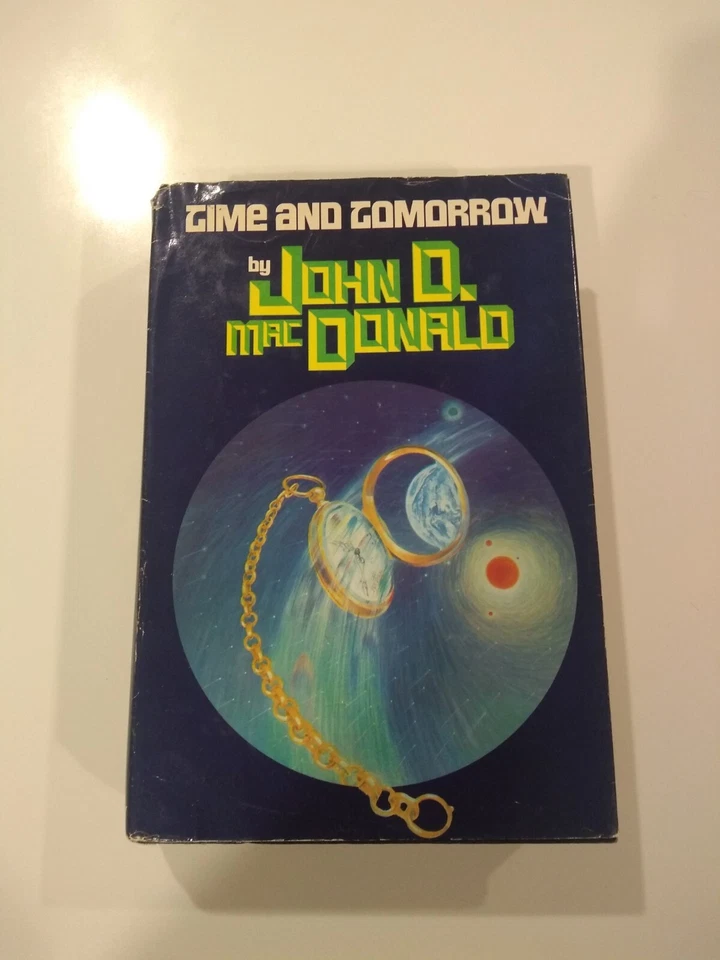 TIME AND TOMORROW
by JOHN D.
MAC DONALD